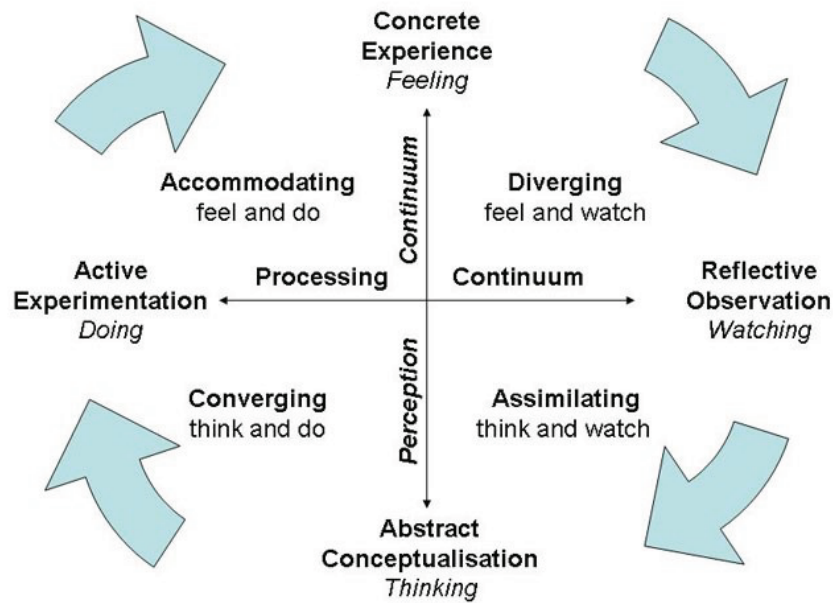 Concrete
Experience
Feeling
Accommodating
feel and do
Continuum
Diverging
feel and watch
Active
Experimentation
Doing
Processing
Continuum
Reflective
Observation
Watching
Converging
think and do
Perception
Assimilating
think and watch
Abstract
Conceptualisation
Thinking